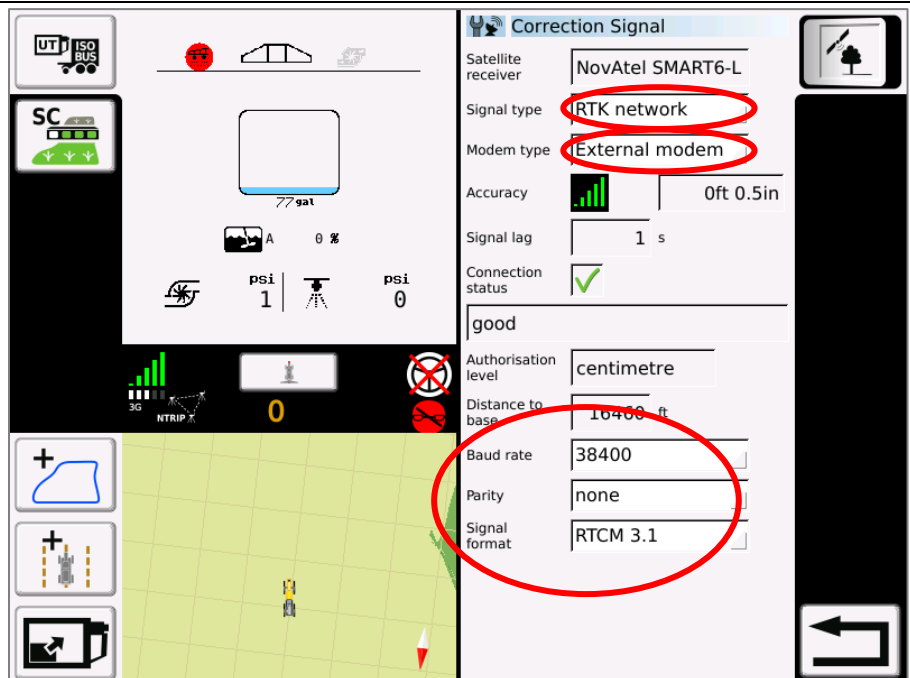 UT
ISO
BUS
SC
77 gal
A 0 %
psi
1
psi
0
3G
NTRIP
0
Correction Signal
Satellite
receiver
NovAtel SMART6-L
Signal type
RTK network
Modem type
External modem
Accuracy
0ft 0.5in
Signal lag
1 s
Connection
status
good
Authorisation
level
centimetre
Distance to
base
16460 ft
Baud rate
38400
Parity
none
Signal
format
RTCM 3.1